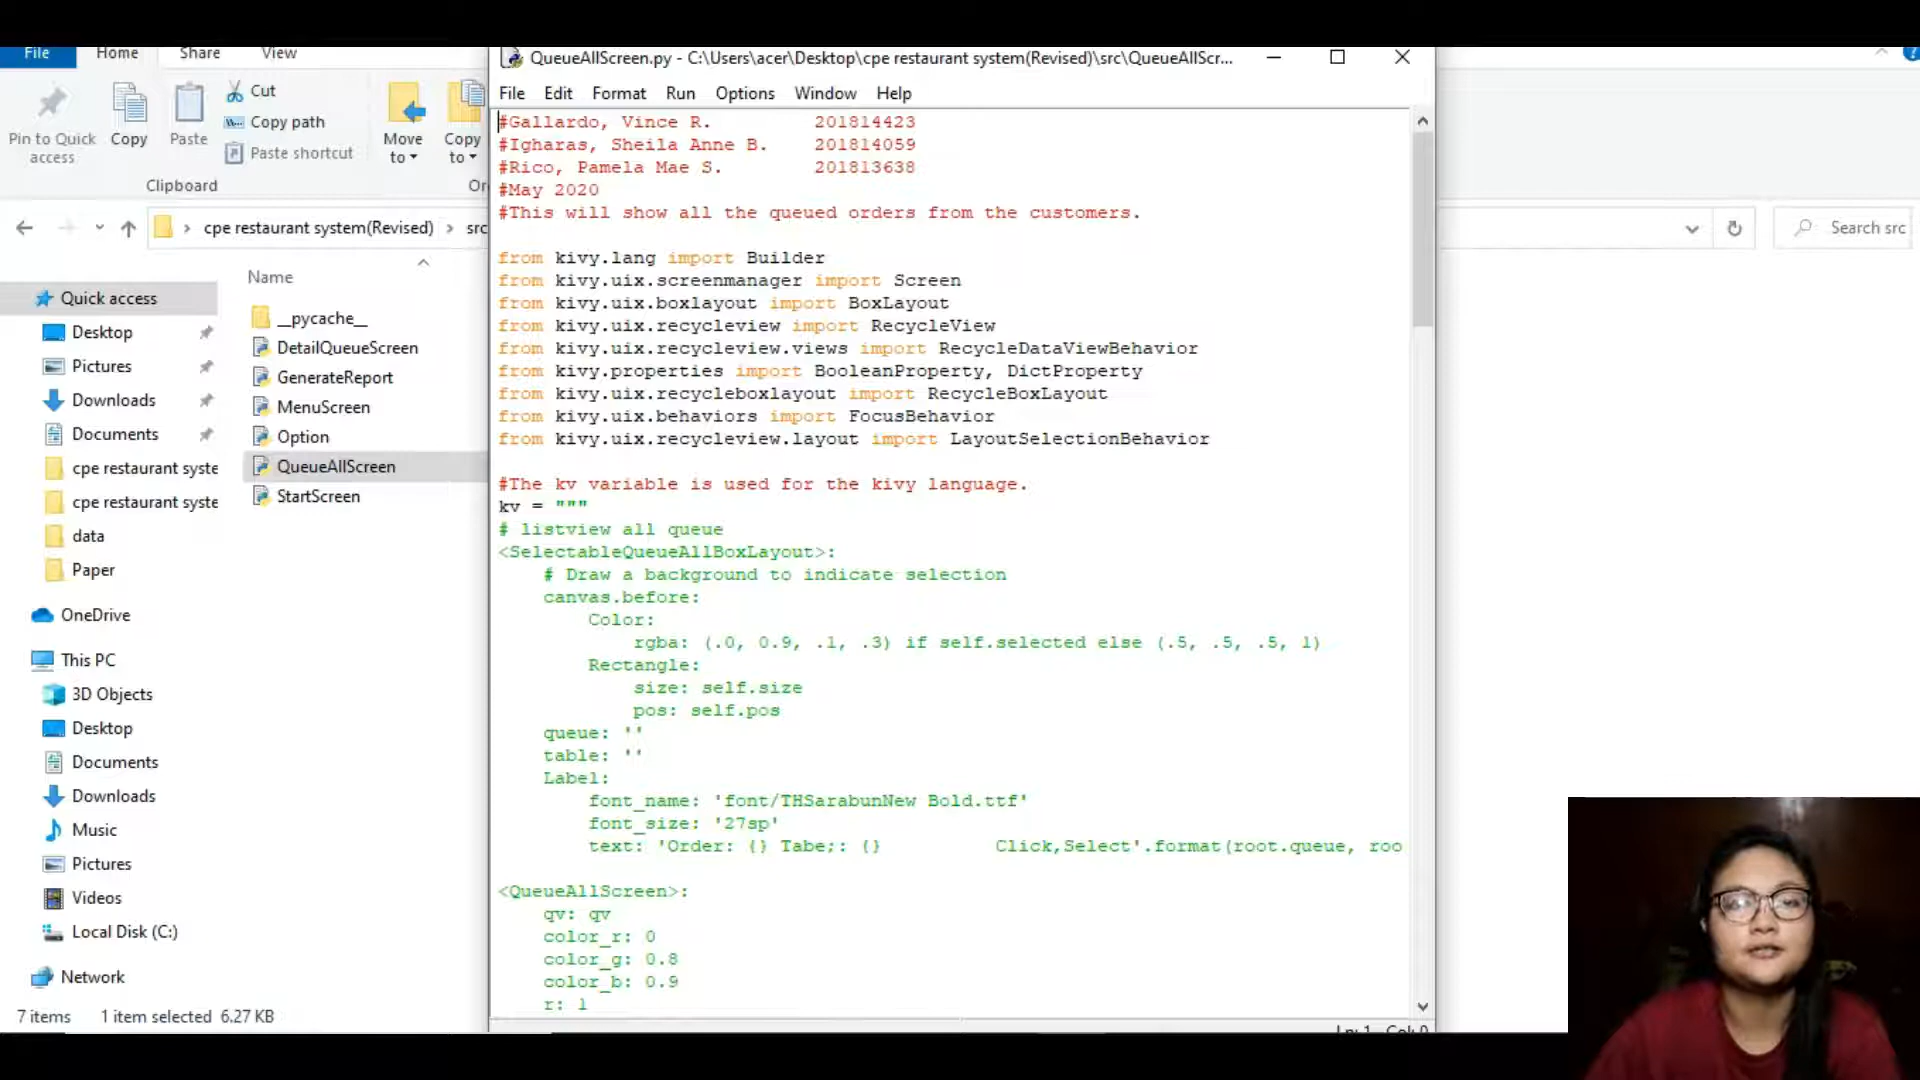 File
Home
Share
View
Pin to Quick
access
Copy
Paste
Cut
Copy path
Paste shortcut
Clipboard
Move
to
Copy
to
cpe restaurant system(Revised)
src
Search src
Name
__pycache__
DetailQueueScreen
GenerateReport
MenuScreen
Option
QueueAllScreen
StartScreen
Quick access
Desktop
Pictures
Downloads
Documents
cpe restaurant syste
cpe restaurant syste
data
Paper
OneDrive
This PC
3D Objects
Desktop
Documents
Downloads
Music
Pictures
Videos
Local Disk (C:)
Network
7 items 1 item selected 6.27 KB
QueueAllScreen.py - C:\Users\acer\Desktop\cpe restaurant system(Revised)\src\QueueAllScr...
File Edit Format Run Options Window Help
#Gallardo, Vince R. 201814423
#Igharas, Sheila Anne B. 201814059
#Rico, Pamela Mae S. 201813638
#May 2020
#This will show all the queued orders from the customers.
from kivy.lang import Builder
from kivy.uix.screenmanager import Screen
from kivy.uix.boxlayout import BoxLayout
from kivy.uix.recycleview import RecycleView
from kivy.uix.recycleview.views import RecycleDataViewBehavior
from kivy.properties import BooleanProperty, DictProperty
from kivy.uix.recycleboxlayout import RecycleBoxLayout
from kivy.uix.behaviors import FocusBehavior
from kivy.uix.recycleview.layout import LayoutSelectionBehavior
#The kv variable is used for the kivy language.
kv = """
# listview all queue
<SelectableQueueAllBoxLayout>:
# Draw a background to indicate selection
canvas.before:
Color:
rgba: (.0, 0.9, .1, .3) if self.selected else (.5, .5, .5, 1)
Rectangle:
size: self.size
pos: self.pos
queue: ''
table: ''
Label:
font_name: 'font/THSarabunNew Bold.ttf'
font_size: '27sp'
text: 'Order: {} Tabe;: {} Click,Select'.format(root.queue, roo
<QueueAllScreen>:
qv: qv
color_r: 0
color_g: 0.8
color_b: 0.9
r: 1